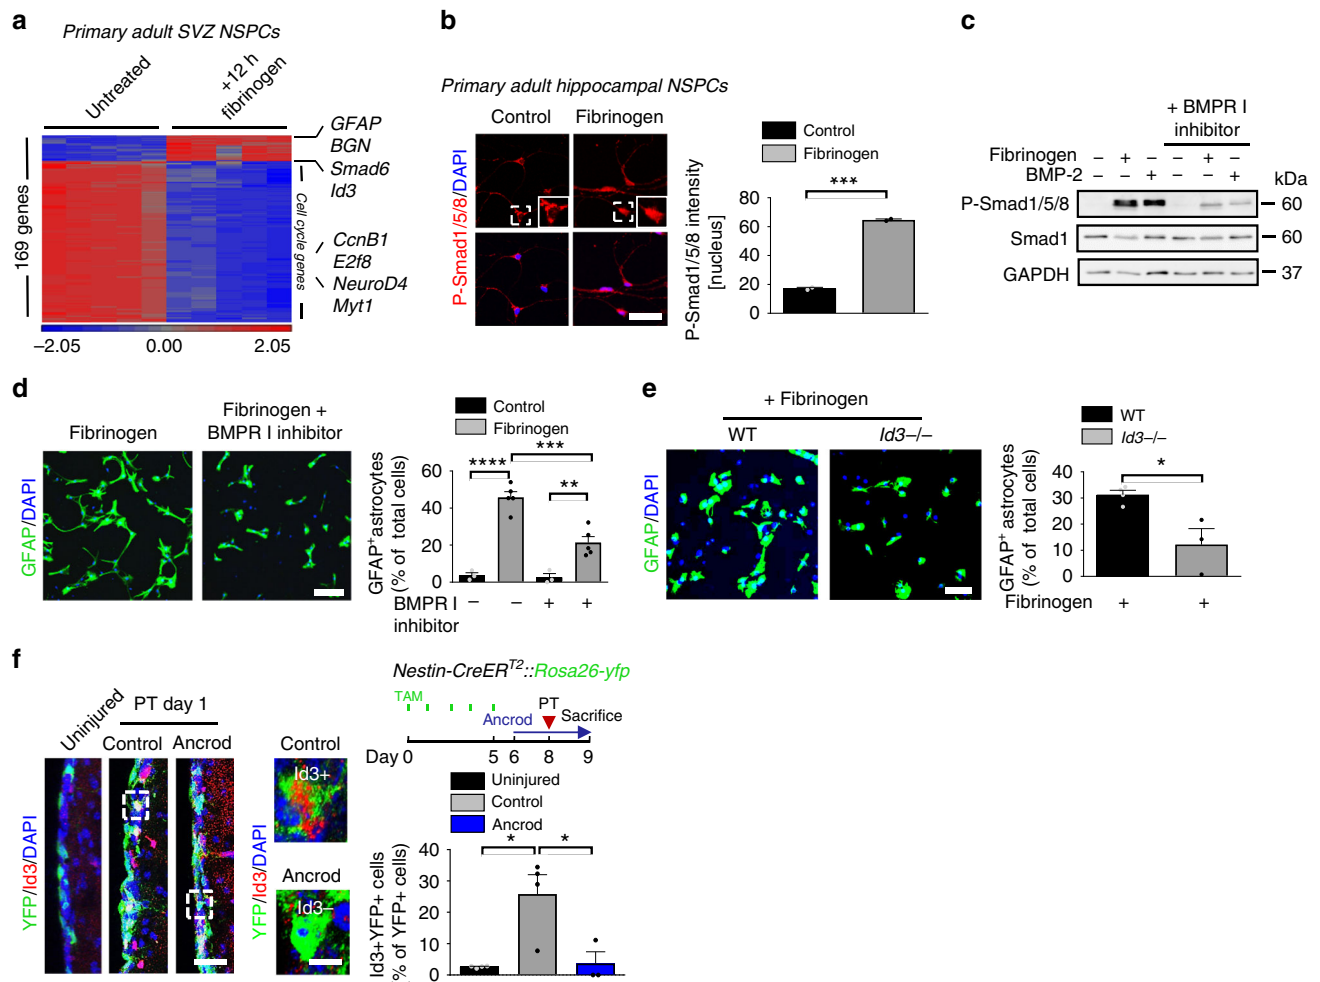 a
Primary adult SVZ NSPCs
Untreated
+12 h
fibrinogen
169 genes
GFAP
BGN
Smad6
Id3
Cell cycle genes
CcnB1
E2f8
NeuroD4
Myt1
−2.05 0.00 2.05
b
Primary adult hippocampal NSPCs
Control Fibrinogen
P-Smad1/5/8/DAPI
Control
Fibrinogen
P-Smad1/5/8 intensity
[nucleus]
***
80
60
40
20
0
c
+ BMPR I
inhibitor
Fibrinogen − + − − + −
BMP-2 − − + − − +
kDa
P-Smad1/5/8 60
Smad1 60
GAPDH 37
d
Fibrinogen
Fibrinogen +
BMPR I inhibitor
GFAP/DAPI
Control
Fibrinogen
GFAP+ astrocytes
(% of total cells)
**** *** **
60
40
20
0
BMPR I
inhibitor
− − + +
e
+ Fibrinogen
WT Id3−/−
GFAP/DAPI
WT
Id3−/−
GFAP+ astrocytes
(% of total cells)
*
40
30
20
10
0
Fibrinogen + +
f
Uninjured
PT day 1
Control Ancrod
YFP/Id3/DAPI
Control
Id3+
Ancrod
Id3−
YFP/Id3/DAPI
Nestin-CreERT2::Rosa26-yfp
TAM
Ancrod
PT
Sacrifice
Day 0 5 6 8 9
Uninjured
Control
Ancrod
Id3+YFP+ cells
% of YFP+ cells
* *
40
30
20
10
0